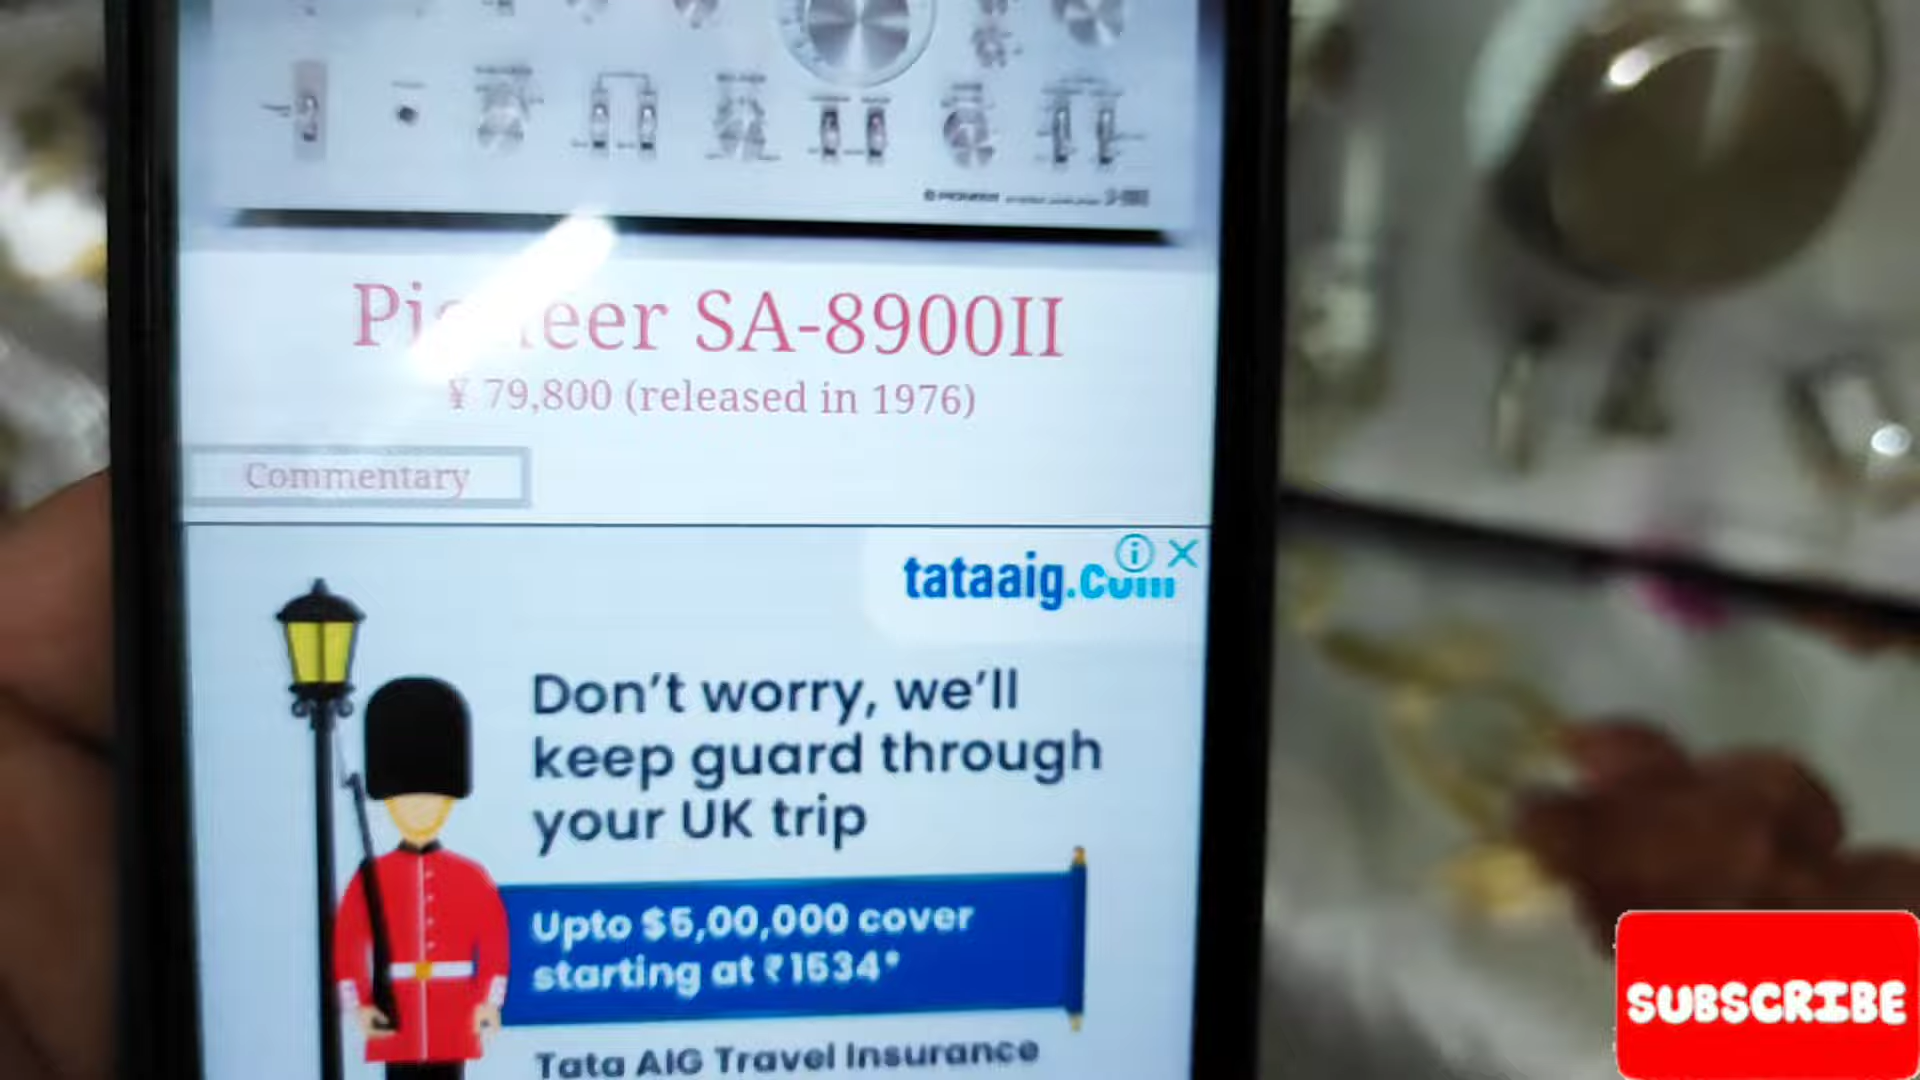 PIONEER
Pioneer SA-8900II
¥ 79,800 (released in 1976)
Commentary
tataaig.com
Don't worry, we'll
keep guard through
your UK trip
Upto $5,00,000 cover
starting at ₹1534*
Tata AIG Travel Insurance
SUBSCRIBE